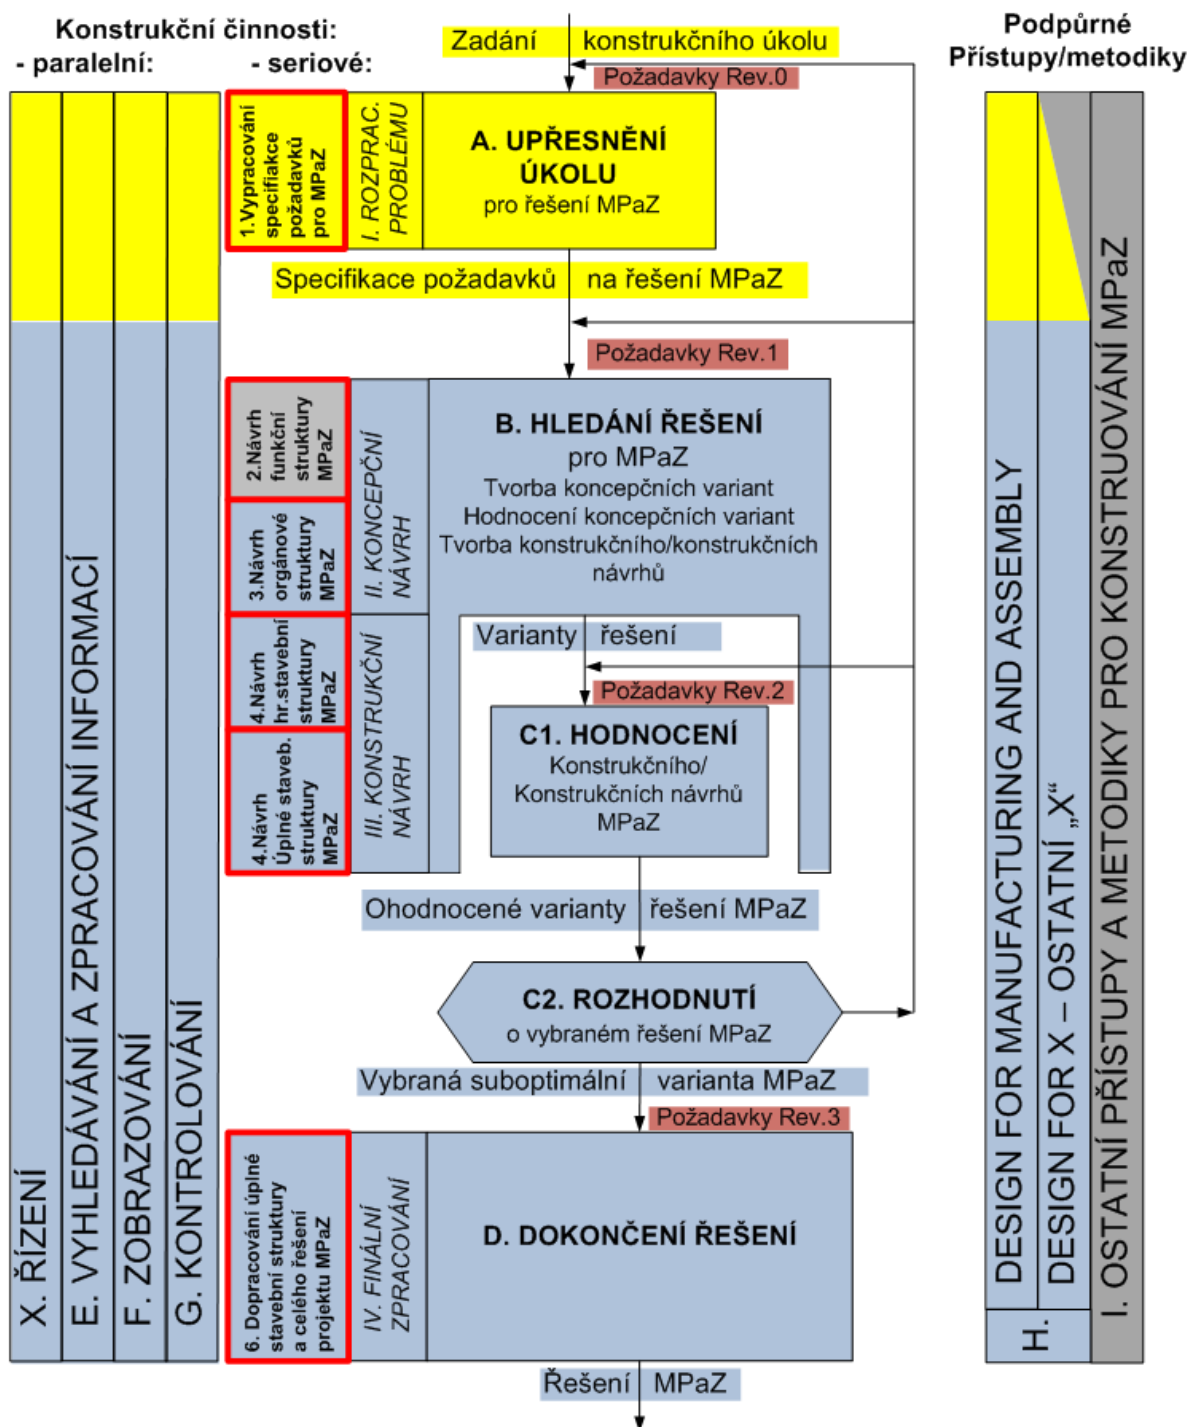 Konstrukční činnosti:
- paralelní:
- seriové:
Zadání konstrukčního úkolu
Požadavky Rev.0
Podpůrné
Přístupy/metodiky
X. ŘÍZENÍ
E. VYHLEDÁVÁNÍ A ZPRACOVÁNÍ INFORMACÍ
F. ZOBRAZOVÁNÍ
G. KONTROLOVÁNÍ
1.Vypracování
specifiakce
požadavků
pro MPaZ
I. ROZPRAC.
PROBLÉMU
A. UPŘESNĚNÍ
ÚKOLU
pro řešení MPaZ
Specifikace požadavků na řešení MPaZ
Požadavky Rev.1
2.Návrh
funkční
struktury
MPaZ
3.Návrh
orgánové
struktury
MPaZ
II. KONCEPČNÍ
NÁVRH
B. HLEDÁNÍ ŘEŠENÍ
pro MPaZ
Tvorba koncepčních variant
Hodnocení koncepčních variant
Tvorba konstrukčního/konstrukčních
návrhů
4.Návrh
hr.stavební
struktury
MPaZ
4.Návrh
Úplné staveb.
struktury
MPaZ
III. KONSTRUKČNÍ
NÁVRH
Varianty řešení
Požadavky Rev.2
C1. HODNOCENÍ
Konstrukčního/
Konstrukčních návrhů
MPaZ
Ohodnocené varianty řešení MPaZ
C2. ROZHODNUTÍ
o vybraném řešení MPaZ
Vybraná suboptimální varianta MPaZ
Požadavky Rev.3
6. Dopracování úplné
stavební struktury
a celého řešení
projektu MPaZ
IV. FINÁLNÍ
ZPRACOVÁNÍ
D. DOKONČENÍ ŘEŠENÍ
Řešení MPaZ
H.
DESIGN FOR MANUFACTURING AND ASSEMBLY
DESIGN FOR X – OSTATNÍ „X“
I. OSTATNÍ PŘÍSTUPY A METODIKY PRO KONSTRUOVÁNÍ MPaZ